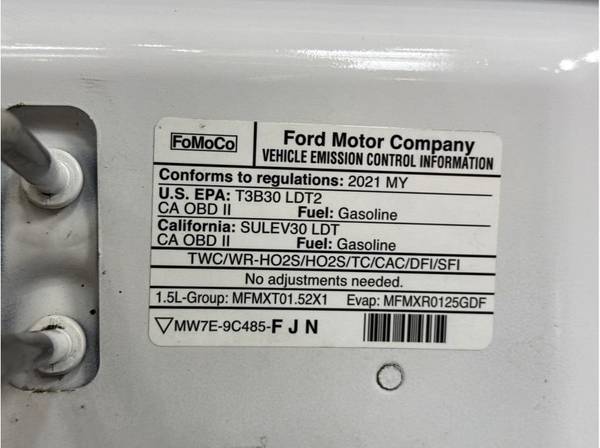 FoMoCo
Ford Motor Company
VEHICLE EMISSION CONTROL INFORMATION
Conforms to regulations: 2021 MY
U.S. EPA: T3B30 LDT2
CA OBD II Fuel: Gasoline
California: SULEV30 LDT
CA OBD II Fuel: Gasoline
TWC/WR-HO2S/HO2S/TC/CAC/DFI/SFI
No adjustments needed.
1.5L-Group: MFMXT01.52X1 Evap: MFMXR0125GDF
▽MW7E-9C485-F J N